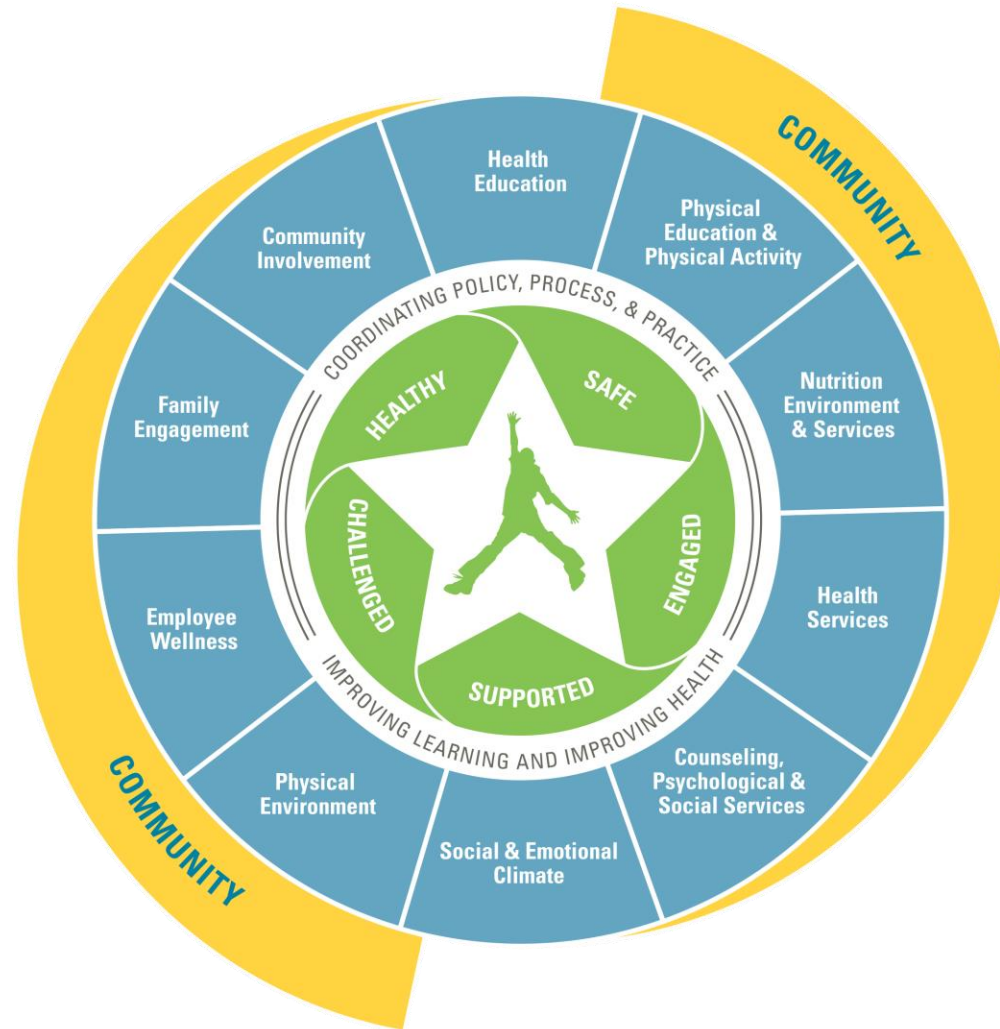 COMMUNITY
Health
Education
Physical
Education &
Physical Activity
Nutrition
Environment
& Services
Health
Services
Counseling,
Psychological &
Social Services
Social & Emotional
Climate
Physical
Environment
Employee
Wellness
Family
Engagement
Community
Involvement
COORDINATING POLICY, PROCESS, & PRACTICE
IMPROVING LEARNING AND IMPROVING HEALTH
HEALTHY
SAFE
ENGAGED
SUPPORTED
CHALLENGED
COMMUNITY